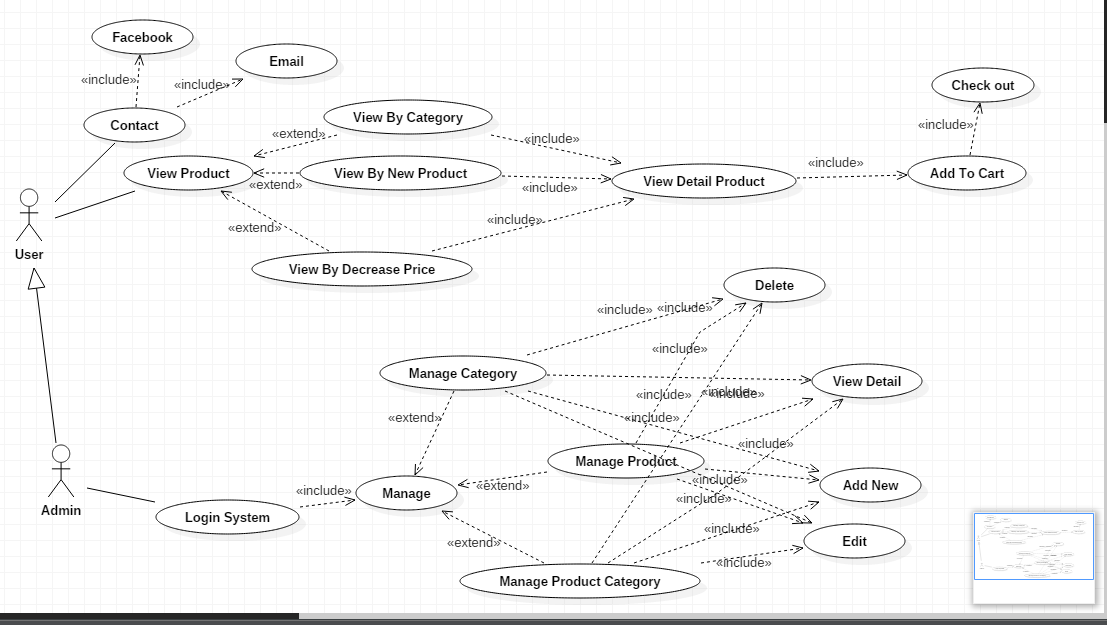 Facebook
Email
«include»
«include»
Check out
View By Category
Contact
«include»
«extend»
«include»
«include»
View Product
View By New Product
View Detail Product
Add To Cart
«extend»
«include»
«include»
«extend»
User
View By Decrease Price
Delete
«include»
«include»
«include»
Manage Category
View Detail
«include»
«include»
«include»
«extend»
«include»
«include»
Manage Product
«include»
«extend»
Add New
«include»
Manage
«include»
Admin
Login System
«include»
Edit
«extend»
«include»
Manage Product Category